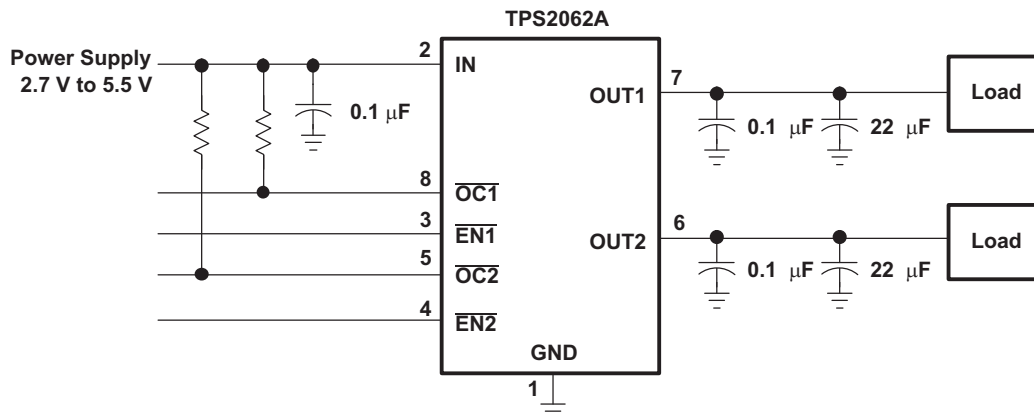 TPS2062A
Power Supply
2.7 V to 5.5 V
2
IN
0.1 μF
8
OC1
3
EN1
5
OC2
4
EN2
GND
1
OUT1
7
0.1 μF
22 μF
Load
OUT2
6
0.1 μF
22 μF
Load